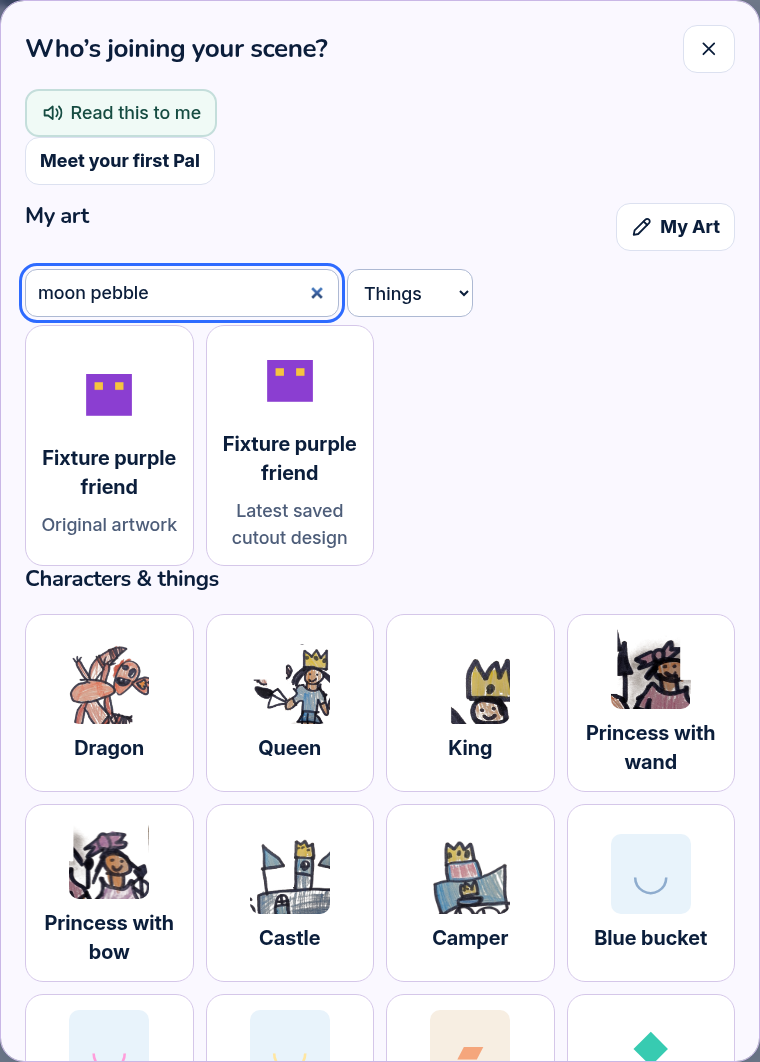 Who’s joining your scene?
Read this to me
Meet your first Pal
My art
My Art
moon pebble
Things
Fixture purple
friend
Original artwork
Fixture purple
friend
Latest saved
cutout design
Characters & things
Dragon
Queen
King
Princess with
wand
Princess with
bow
Castle
Camper
Blue bucket